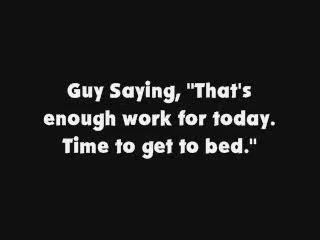 Guy Saying, "That's
enough work for today.
Time to get to bed."